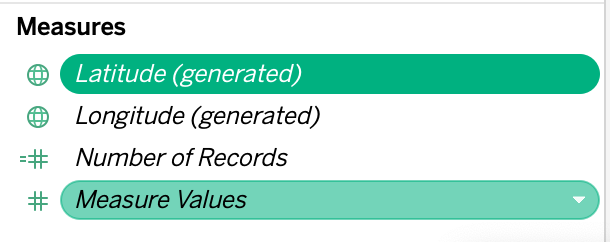 Measures
Latitude (generated)
Longitude (generated)
Number of Records
Measure Values